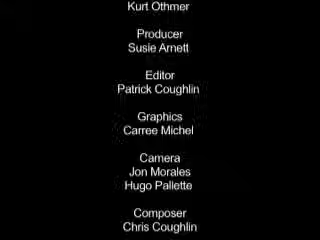 Kurt Othmer
Producer
Susie Arnett
Editor
Patrick Coughlin
Graphics
Carree Michel
Camera
Jon Morales
Hugo Pallette
Composer
Chris Coughlin